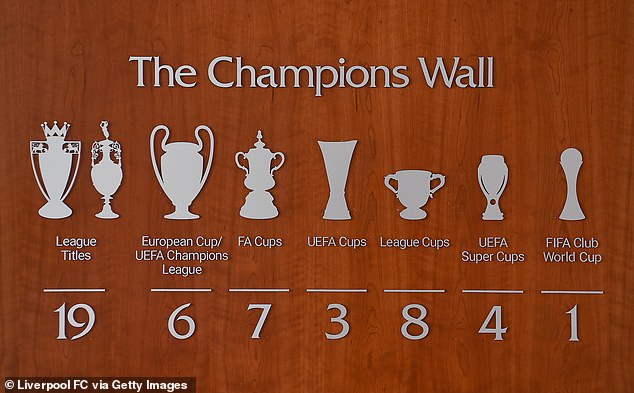 The Champions Wall
League
Titles
European Cup/
UEFA Champions
League
FA Cups
UEFA Cups
League Cups
UEFA
Super Cups
FIFA Club
World Cup
19
6
7
3
8
4
1
© Liverpool FC via Getty Images